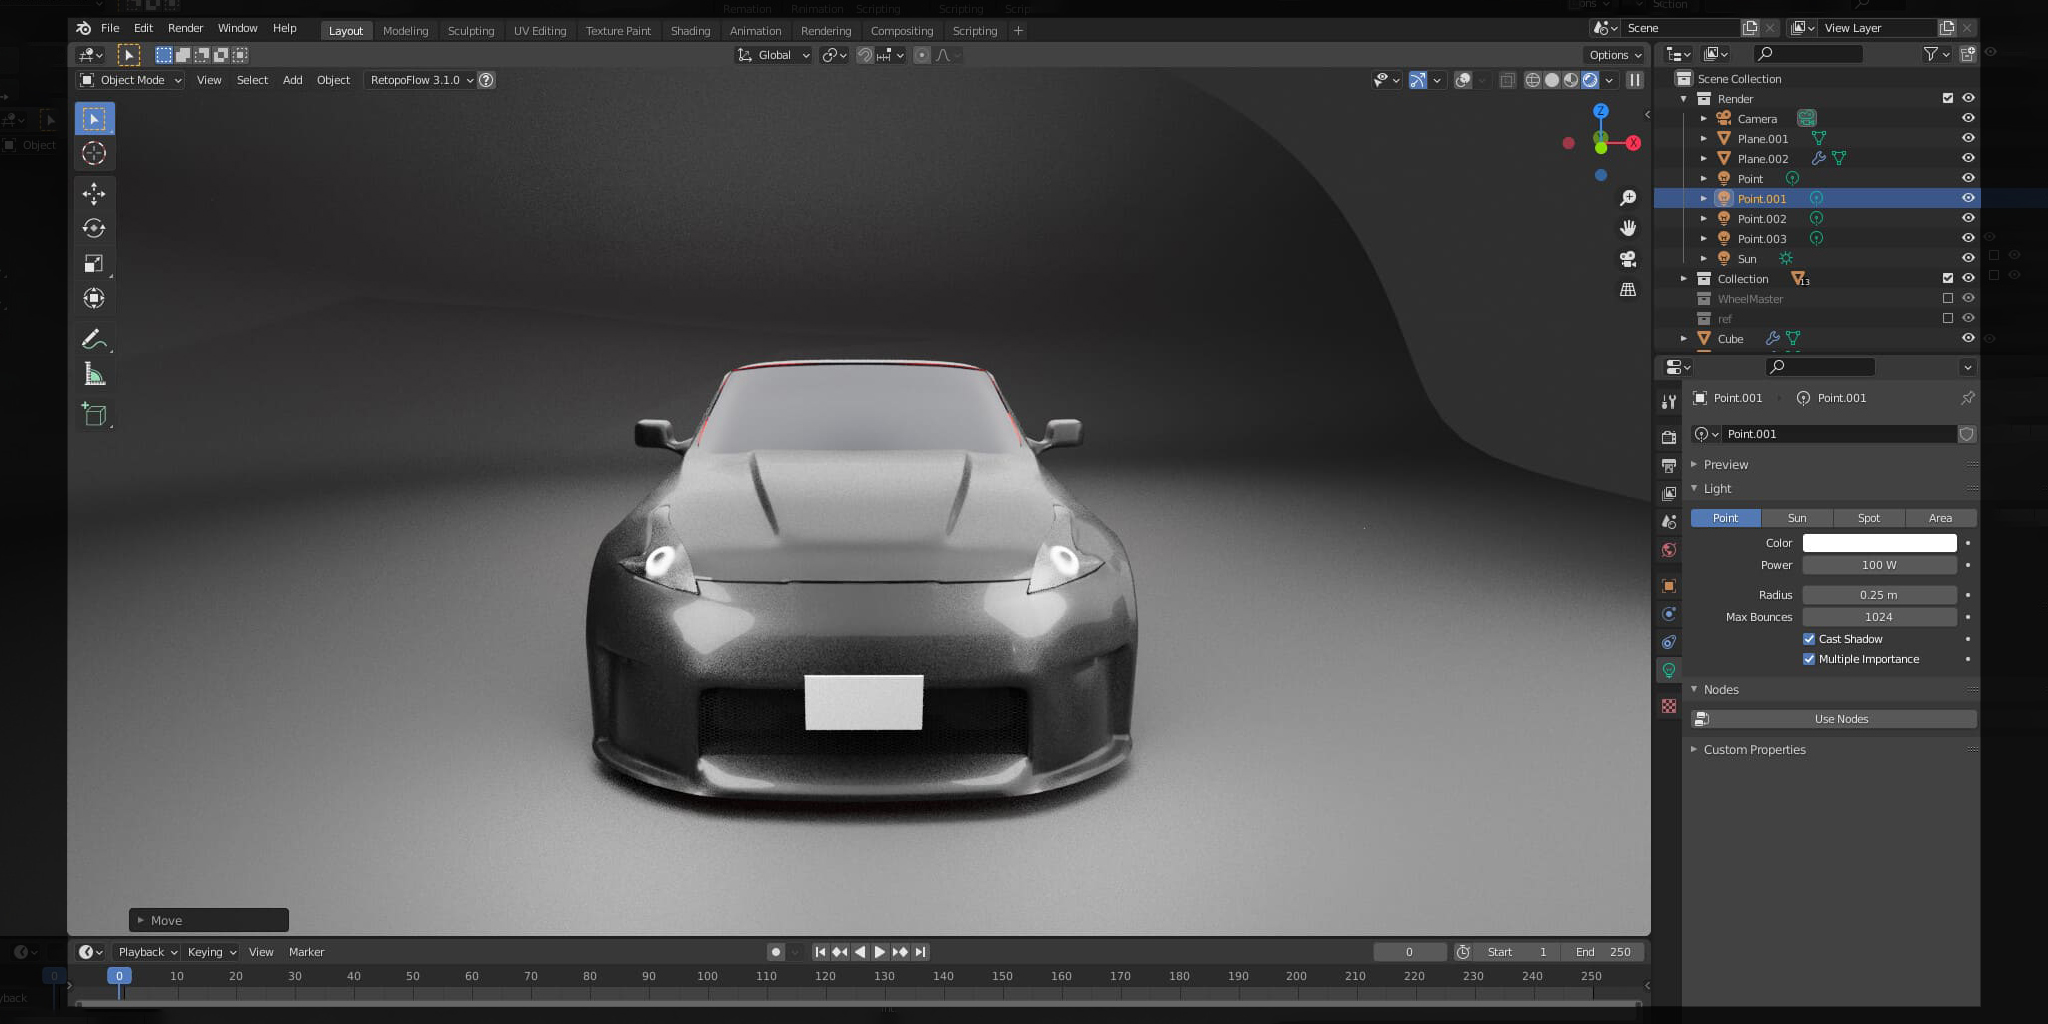 File Edit Render Window Help Layout Modeling Sculpting UV Editing Texture Paint Shading Animation Rendering Compositing Scripting + Scene View Layer
Global Options
Object Mode View Select Add Object RetopoFlow 3.1.0
Z
X
Scene Collection
Render
Camera
Plane.001
Plane.002
Point
Point.001
Point.002
Point.003
Sun
Collection 13
WheelMaster
ref
Cube
Point.001 Point.001
Point.001
Preview
Light
Point Sun Spot Area
Color
Power 100 W
Radius 0.25 m
Max Bounces 1024
Cast Shadow
Multiple Importance
Nodes
Use Nodes
Custom Properties
Move
Playback Keying View Marker 0 Start 1 End 250
0 10 20 30 40 50 60 70 80 90 100 110 120 130 140 150 160 170 180 190 200 210 220 230 240 250